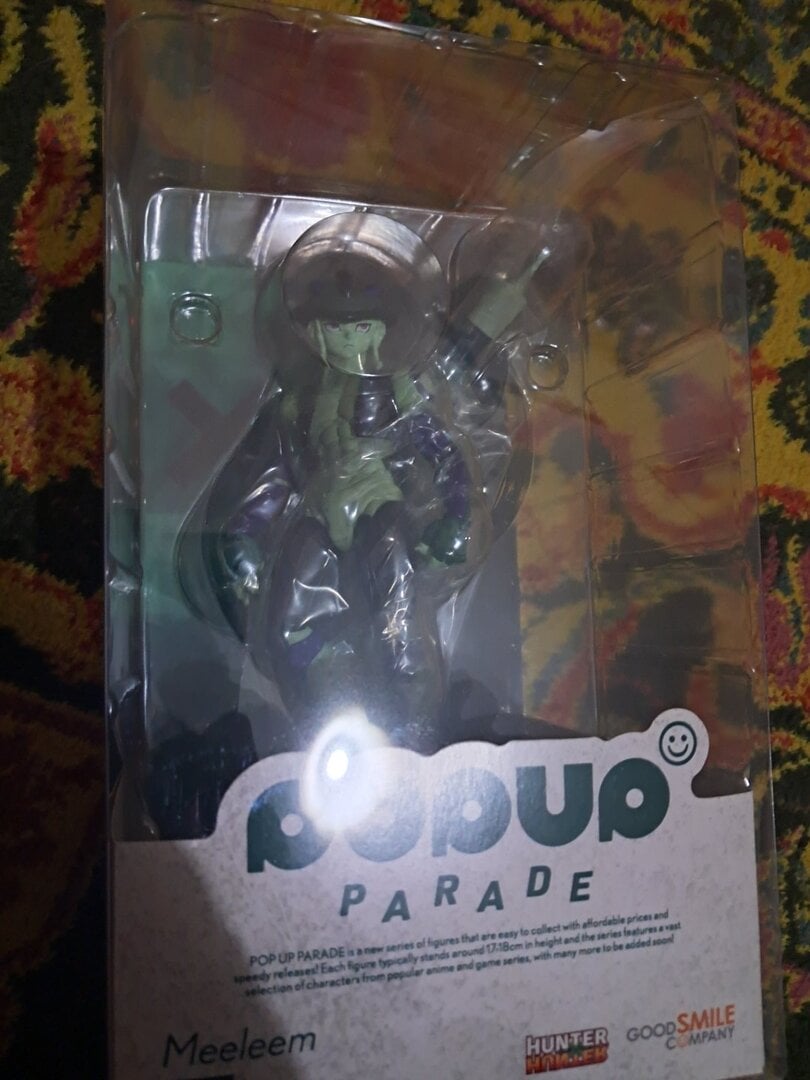 POPUP
PARADE
POP UP PARADE is a new series of figures that are easy to collect with affordable prices and
speedy releases! Each figure typically stands around 17-18cm in height and the series features a vast
selection of characters from popular anime and game series, with many more to be added soon!
Meeleem
HUNTER
HUNTER
GOODSMILE
COMPANY